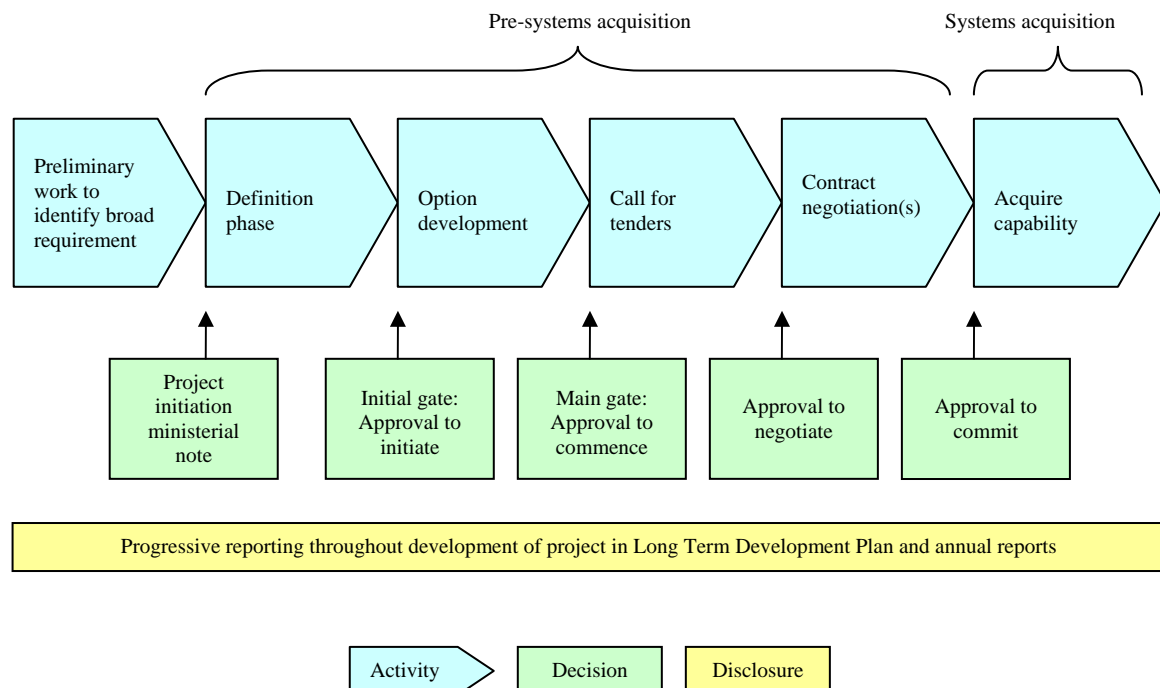 Pre-systems acquisition
Systems acquisition
Preliminary
work to
identify broad
requirement
Definition
phase
Option
development
Call for
tenders
Contract
negotiation(s)
Acquire
capability
Project
initiation
ministerial
note
Initial gate:
Approval to
initiate
Main gate:
Approval to
commence
Approval to
negotiate
Approval to
commit
Progressive reporting throughout development of project in Long Term Development Plan and annual reports
Activity
Decision
Disclosure